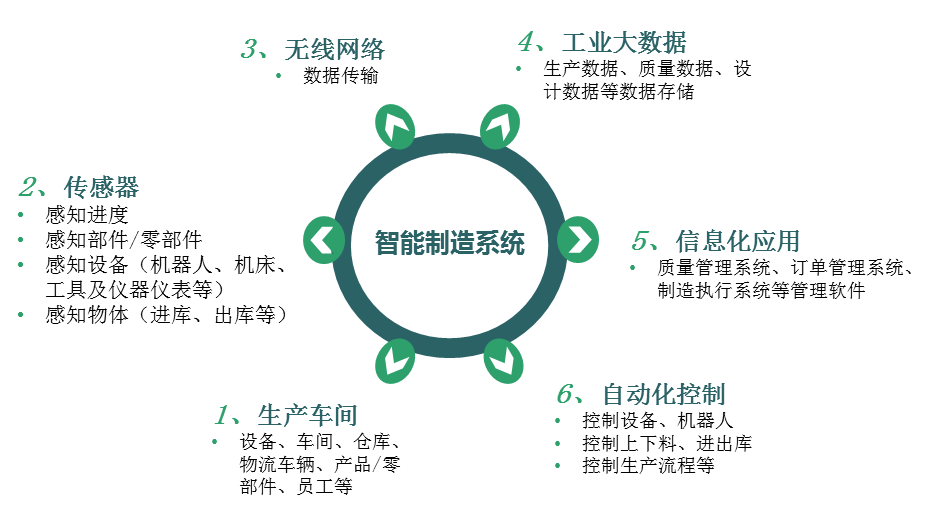 3、无线网络
• 数据传输
4、工业大数据
• 生产数据、质量数据、设
计数据等数据存储
2、传感器
• 感知进度
• 感知部件/零部件
• 感知设备（机器人、机床、
工具及仪器仪表等）
• 感知物体（进库、出库等）
智能制造系统
5、信息化应用
• 质量管理系统、订单管理系统、
制造执行系统等管理软件
1、生产车间
• 设备、车间、仓库、
物流车辆、产品/零
部件、员工等
6、自动化控制
• 控制设备、机器人
• 控制上下料、进出库
• 控制生产流程等